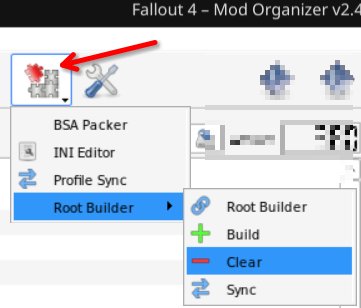 Fallout 4 – Mod Organizer v2.4
BSA Packer
INI Editor
Profile Sync
Root Builder
Root Builder
Build
Clear
Sync